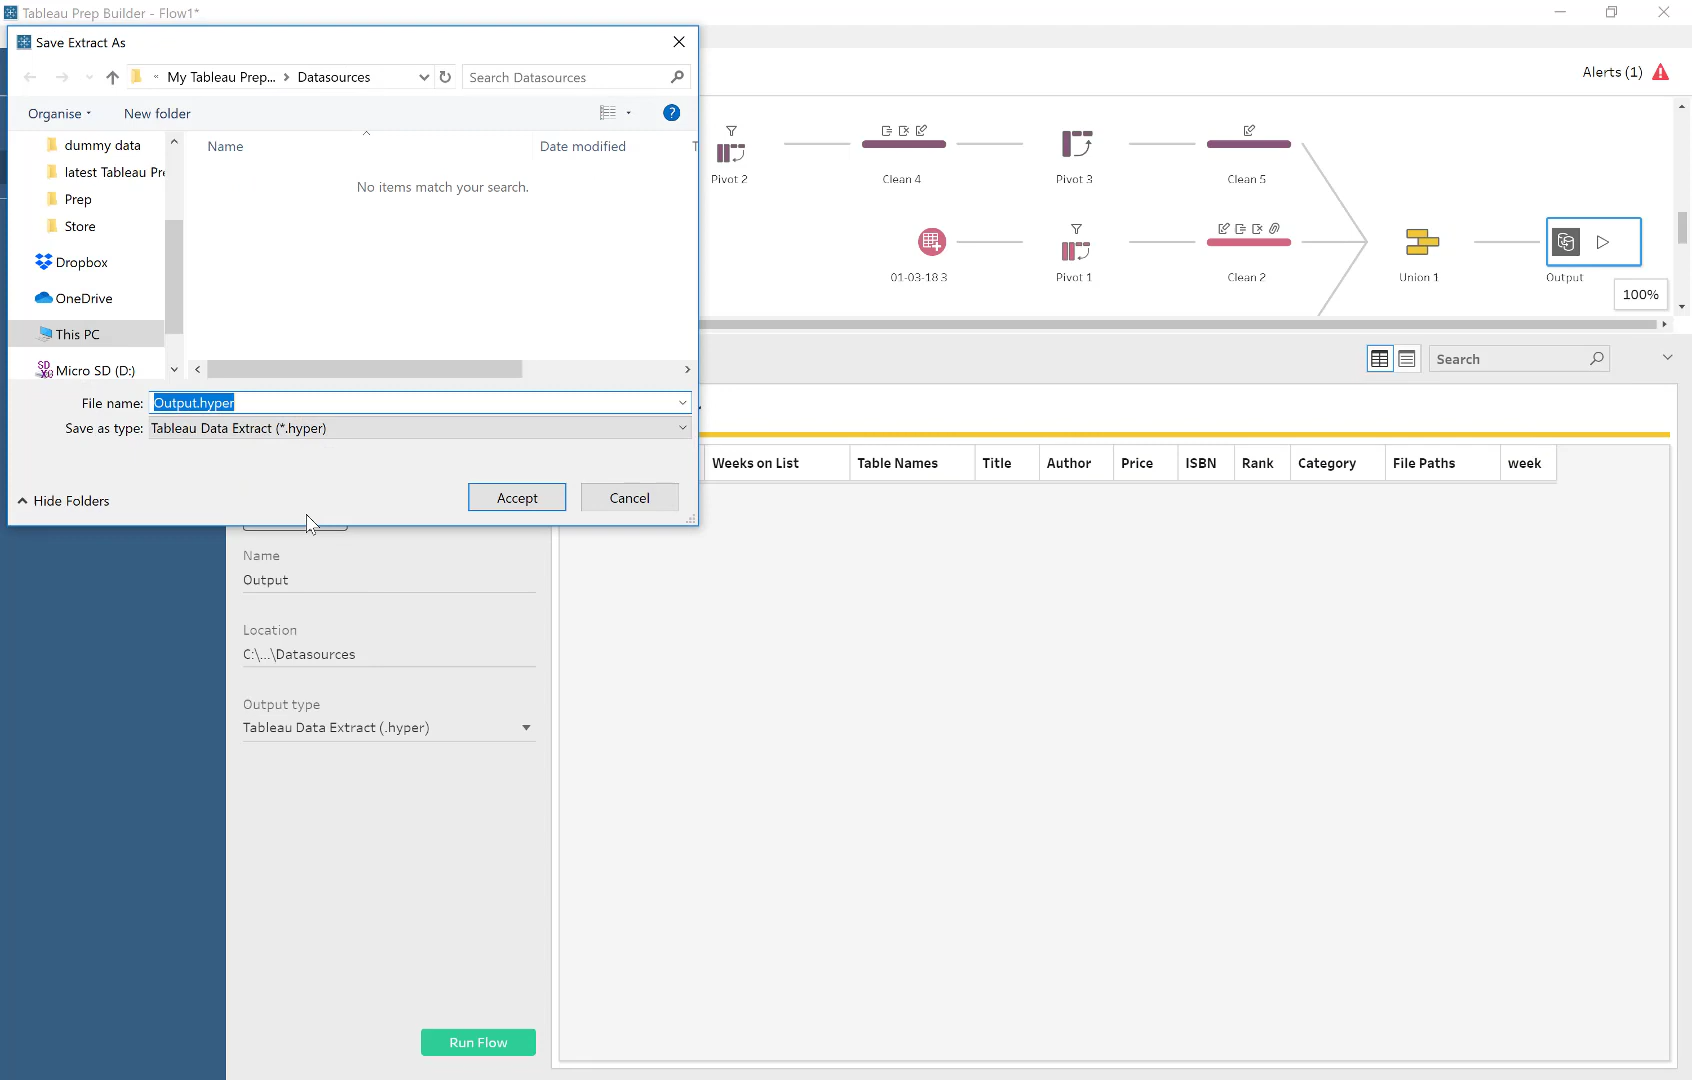 Tableau Prep Builder - Flow1*
Save Extract As
« My Tableau Prep... > Datasources
Search Datasources
Alerts (1)
Organise
New folder
?
dummy data
latest Tableau Pre
Prep
Store
Dropbox
OneDrive
This PC
Micro SD (D:)
Name
Date modified
T
No items match your search.
File name: Output.hyper
Save as type: Tableau Data Extract (*.hyper)
Hide Folders
Accept
Cancel
Pivot 2
Clean 4
Pivot 3
Clean 5
01-03-18 3
Pivot 1
Clean 2
Union 1
Output
100%
Search
Weeks on List
Table Names
Title
Author
Price
ISBN
Rank
Category
File Paths
week
Name
Output
Location
C:\...\Datasources
Output type
Tableau Data Extract (.hyper)
Run Flow